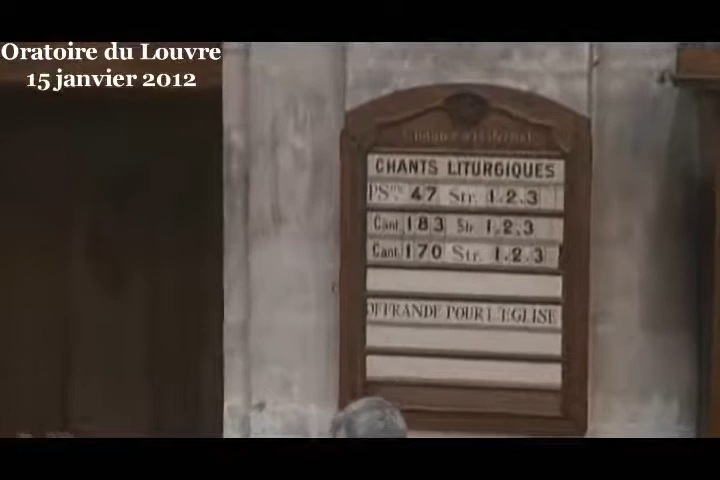 Oratoire du Louvre
15 janvier 2012
CHANTS LITURGIQUES
PS.me 47 Str. 1.2.3
Cant. 183 Str. 1.2.3
Cant. 170 Str. 1.2.3
OFFRANDE POUR L'EGLISE